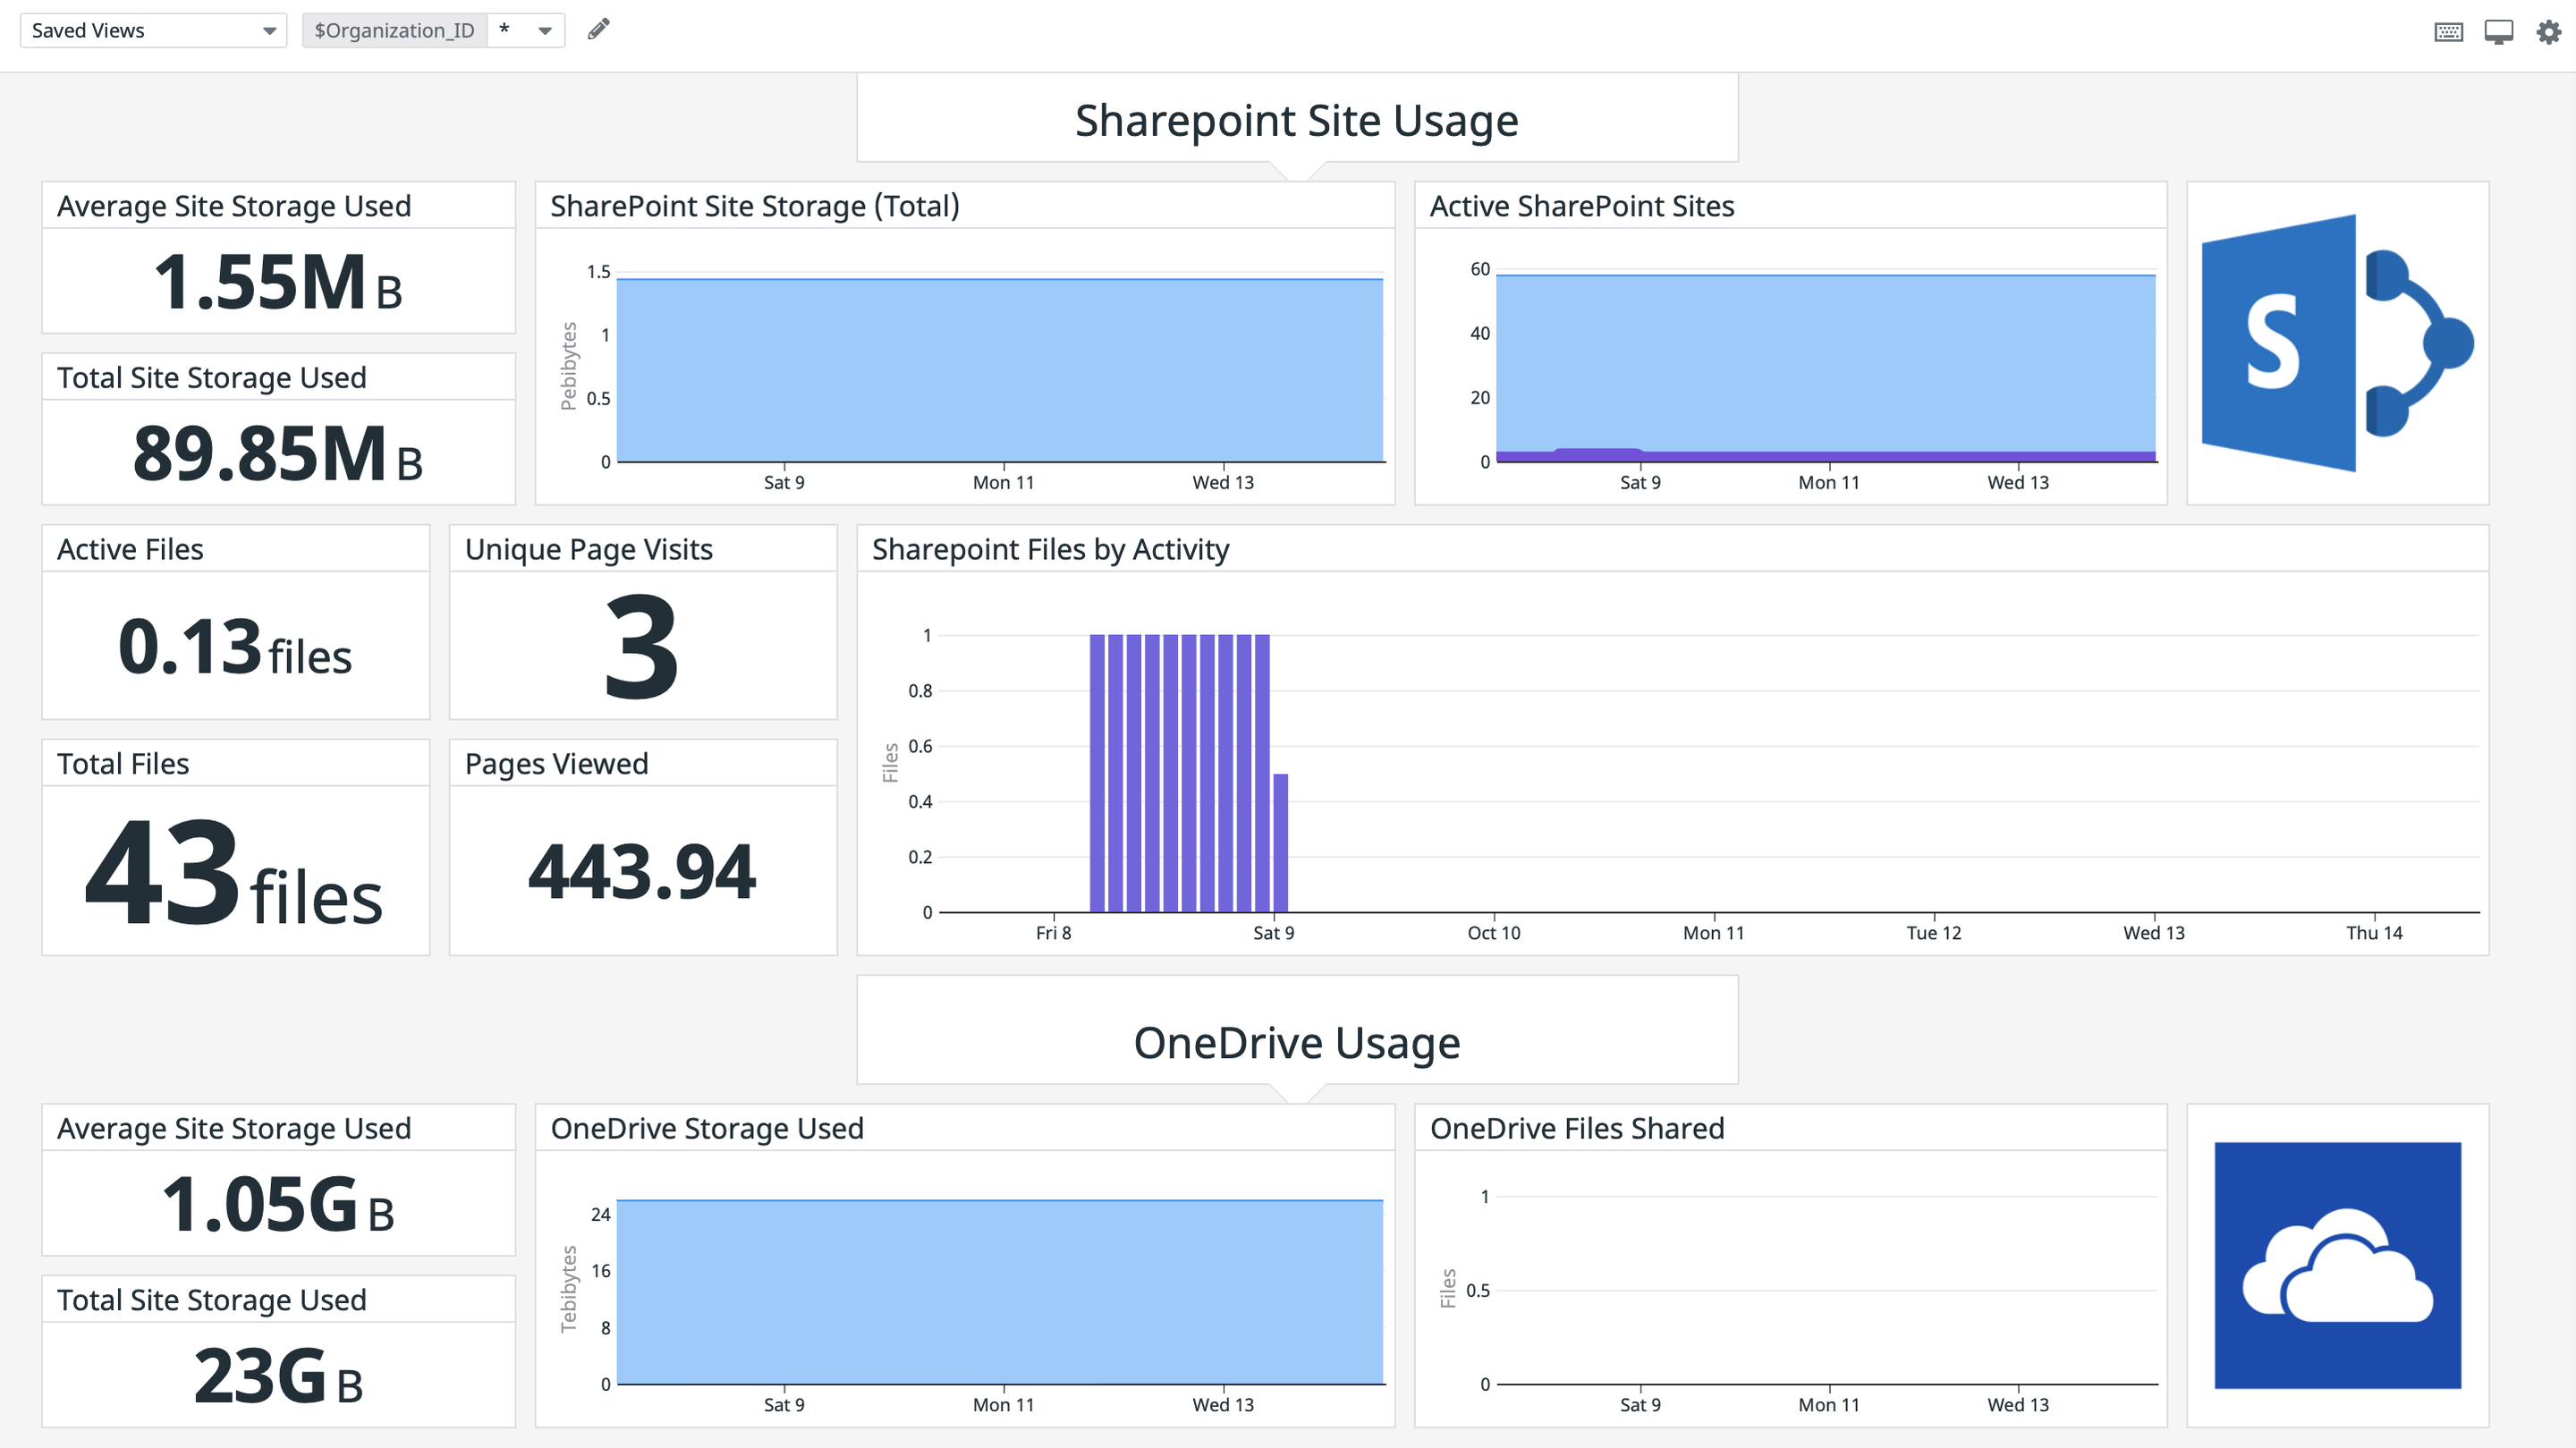 Saved Views
$Organization_ID *
Sharepoint Site Usage
Average Site Storage Used
1.55M B
Total Site Storage Used
89.85M B
SharePoint Site Storage (Total)
Pebibytes
1.5
1
0.5
0
Sat 9 Mon 11 Wed 13
Active SharePoint Sites
60
40
20
0
Sat 9 Mon 11 Wed 13
S
Active Files
0.13 files
Unique Page Visits
3
Total Files
43 files
Pages Viewed
443.94
Sharepoint Files by Activity
Files
1
0.8
0.6
0.4
0.2
0
Fri 8 Sat 9 Oct 10 Mon 11 Tue 12 Wed 13 Thu 14
OneDrive Usage
Average Site Storage Used
1.05G B
Total Site Storage Used
23G B
OneDrive Storage Used
Tebibytes
24
16
8
0
Sat 9 Mon 11 Wed 13
OneDrive Files Shared
Files
1
0.5
0
Sat 9 Mon 11 Wed 13